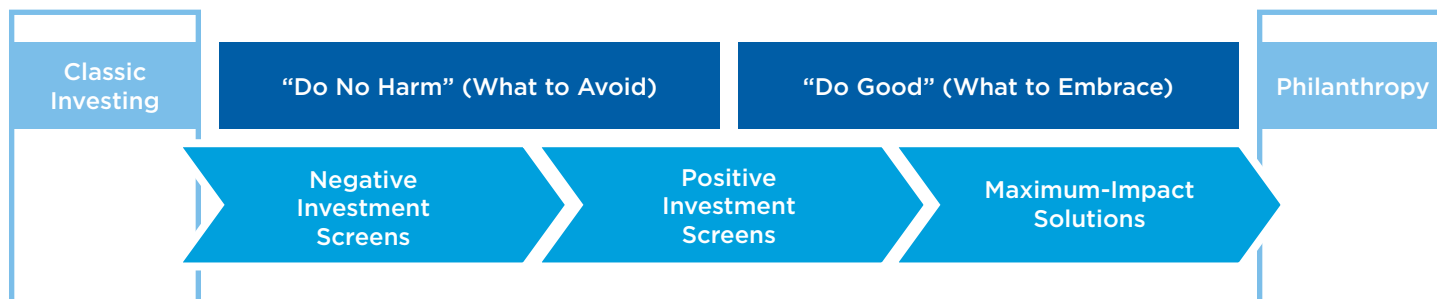 Classic
Investing
“Do No Harm” (What to Avoid)
“Do Good” (What to Embrace)
Philanthropy
Negative
Investment
Screens
Positive
Investment
Screens
Maximum-Impact
Solutions